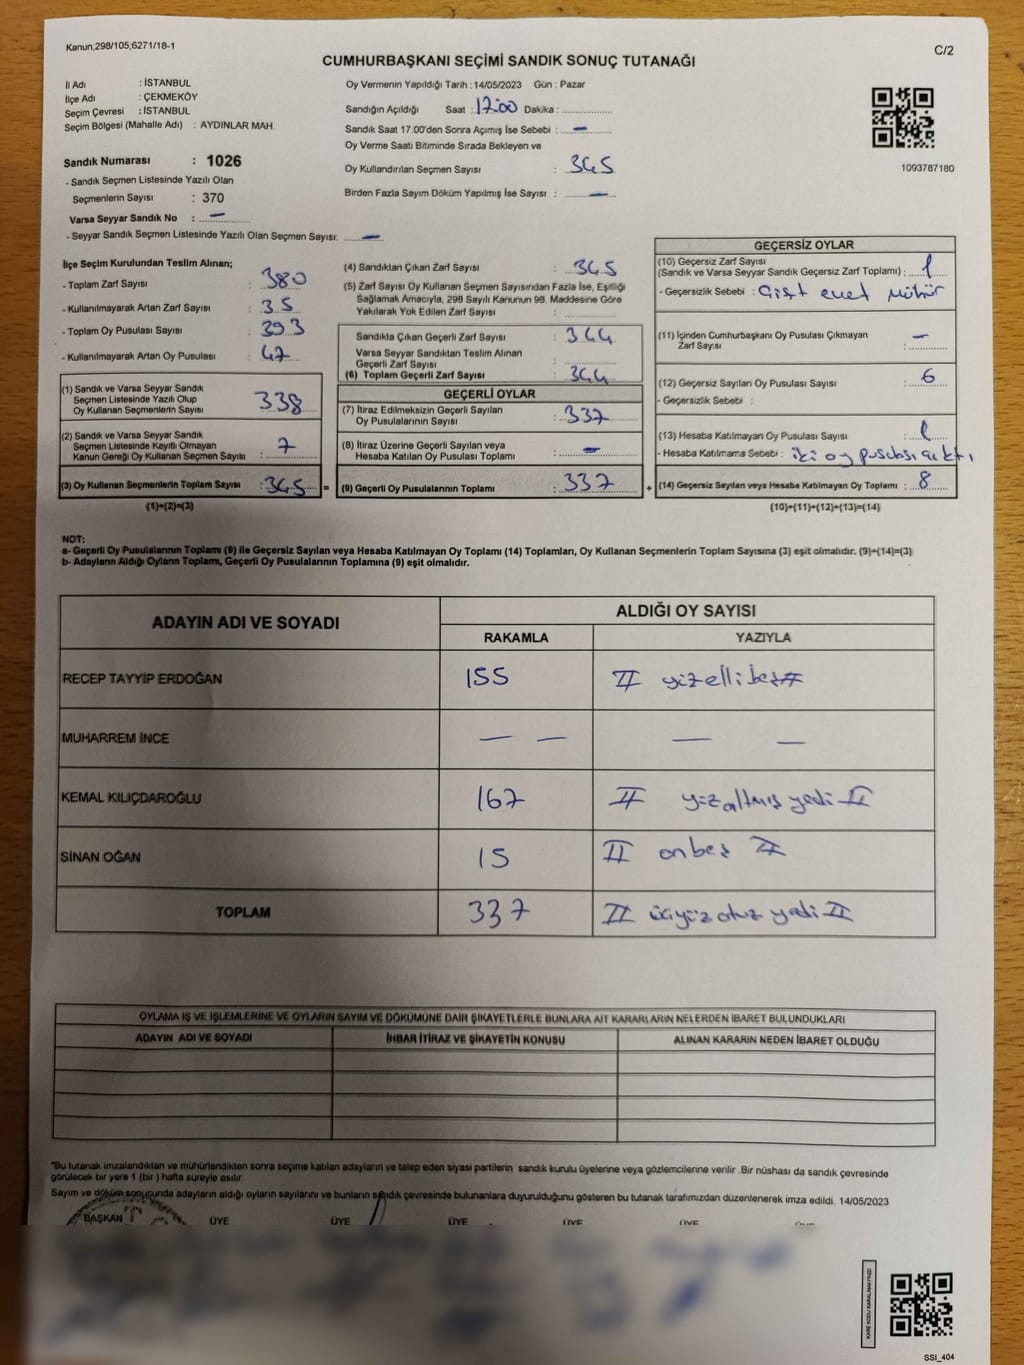 Kanun;298/105;6271/18-1
C/2
CUMHURBAŞKANI SEÇİMİ SANDIK SONUÇ TUTANAĞI
İl Adı : İSTANBUL
İlçe Adı : ÇEKMEKÖY
Seçim Çevresi : İSTANBUL
Seçim Bölgesi (Mahalle Adı) : AYDINLAR MAH.
Sandık Numarası : 1026
- Sandık Seçmen Listesinde Yazılı Olan
Seçmenlerin Sayısı : 370
Varsa Seyyar Sandık No : —
- Seyyar Sandık Seçmen Listesinde Yazılı Olan Seçmen Sayısı: —
Oy Vermenin Yapıldığı Tarih : 14/05/2023 Gün : Pazar
Sandığın Açıldığı Saat : 17:00 Dakika :
Sandık Saat 17.00'den Sonra Açımış İse Sebebi : —
Oy Verme Saati Bitiminde Sırada Bekleyen ve
Oy Kullandırılan Seçmen Sayısı : 345
Birden Fazla Sayım Döküm Yapılmış İse Sayısı : —
1093787180
İlçe Seçim Kurulundan Teslim Alınan;
- Toplam Zarf Sayısı : 380
- Kullanılmayarak Artan Zarf Sayısı : 35
- Toplam Oy Pusulası Sayısı : 393
- Kullanılmayarak Artan Oy Pusulası : 47
(1) Sandık ve Varsa Seyyar Sandık
Seçmen Listesinde Yazılı Olup
Oy Kullanan Seçmenlerin Sayısı 338
(2) Sandık ve Varsa Seyyar Sandık
Seçmen Listesinde Kayıtlı Olmayan
Kanun Gereği Oy Kullanan Seçmen Sayısı : 7
(3) Oy Kullanan Seçmenlerin Toplam Sayısı : 345 =
(1)+(2)=(3)
(4) Sandıktan Çıkan Zarf Sayısı : 345
(5) Zarf Sayısı Oy Kullanan Seçmen Sayısından Fazla İse, Eşitliği
Sağlamak Amacıyla, 298 Sayılı Kanunun 98. Maddesine Göre
Yakılarak Yok Edilen Zarf Sayısı :
Sandıkta Çıkan Geçerli Zarf Sayısı : 344
Varsa Seyyar Sandıktan Teslim Alınan
Geçerli Zarf Sayısı
(6) Toplam Geçerli Zarf Sayısı : 344
GEÇERLİ OYLAR
(7) İtiraz Edilmeksizin Geçerli Sayılan
Oy Pusulalarının Sayısı : 337
(8) İtiraz Üzerine Geçerli Sayılan veya
Hesaba Katılan Oy Pusulası Toplamı : —
(9) Geçerli Oy Pusulalarının Toplamı : 337 +
GEÇERSİZ OYLAR
(10) Geçersiz Zarf Sayısı
(Sandık ve Varsa Seyyar Sandık Geçersiz Zarf Toplamı) : 1
- Geçersizlik Sebebi : Çift evet mühür
(11) İçinden Cumhurbaşkanı Oy Pusulası Çıkmayan
Zarf Sayısı : —
(12) Geçersiz Sayılan Oy Pusulası Sayısı : 6
- Geçersizlik Sebebi :
(13) Hesaba Katılmayan Oy Pusulası Sayısı : 1
- Hesaba Katılmama Sebebi : iki oy pusulası çıktı
(14) Geçersiz Sayılan veya Hesaba Katılmayan Oy Toplamı : 8
(10)+(11)+(12)+(13)=(14)
NOT:
a- Geçerli Oy Pusulalarının Toplamı (9) ile Geçersiz Sayılan veya Hesaba Katılmayan Oy Toplamı (14) Toplamları, Oy Kullanan Seçmenlerin Toplam Sayısına (3) eşit olmalıdır. (9)+(14)=(3)
b- Adayların Aldığı Oyların Toplamı, Geçerli Oy Pusulalarının Toplamına (9) eşit olmalıdır.
ADAYIN ADI VE SOYADI ALDIĞI OY SAYISI
RAKAMLA YAZIYLA
RECEP TAYYİP ERDOĞAN 155 yüzellibeş
MUHARREM İNCE — — — —
KEMAL KILIÇDAROĞLU 167 yüzaltmış yedi
SİNAN OĞAN 15 onbeş
TOPLAM 337 üçyüz otuz yedi
OYLAMA İŞ VE İŞLEMLERİNE VE OYLARIN SAYIM VE DÖKÜMÜNE DAİR ŞİKAYETLERLE BUNLARA AİT KARARLARIN NELERDEN İBARET BULUNDUKLARI
ADAYIN ADI VE SOYADI İHBAR İTİRAZ VE ŞİKAYETİN KONUSU ALINAN KARARIN NEDEN İBARET OLDUĞU
*Bu tutanak imzalandıktan ve mühürlendikten sonra seçime katılan adayların ve talep eden siyasi partilerin sandık kurulu üyelerine veya gözlemcilerine verilir .Bir nüshası da sandık çevresinde
görülecek bir yere 1 (bir ) hafta süreyle asılır.
Sayım ve döküm sonucunda adayların aldığı oyların sayılarını ve bunların sandık çevresinde bulunanlara duyurulduğunu gösteren bu tutanak tarafımızdan düzenlenerek imza edildi. 14/05/2023
BAŞKAN ÜYE ÜYE ÜYE ÜYE ÜYE
KARE KODU KARALAMAYINIZ!
SSI_404